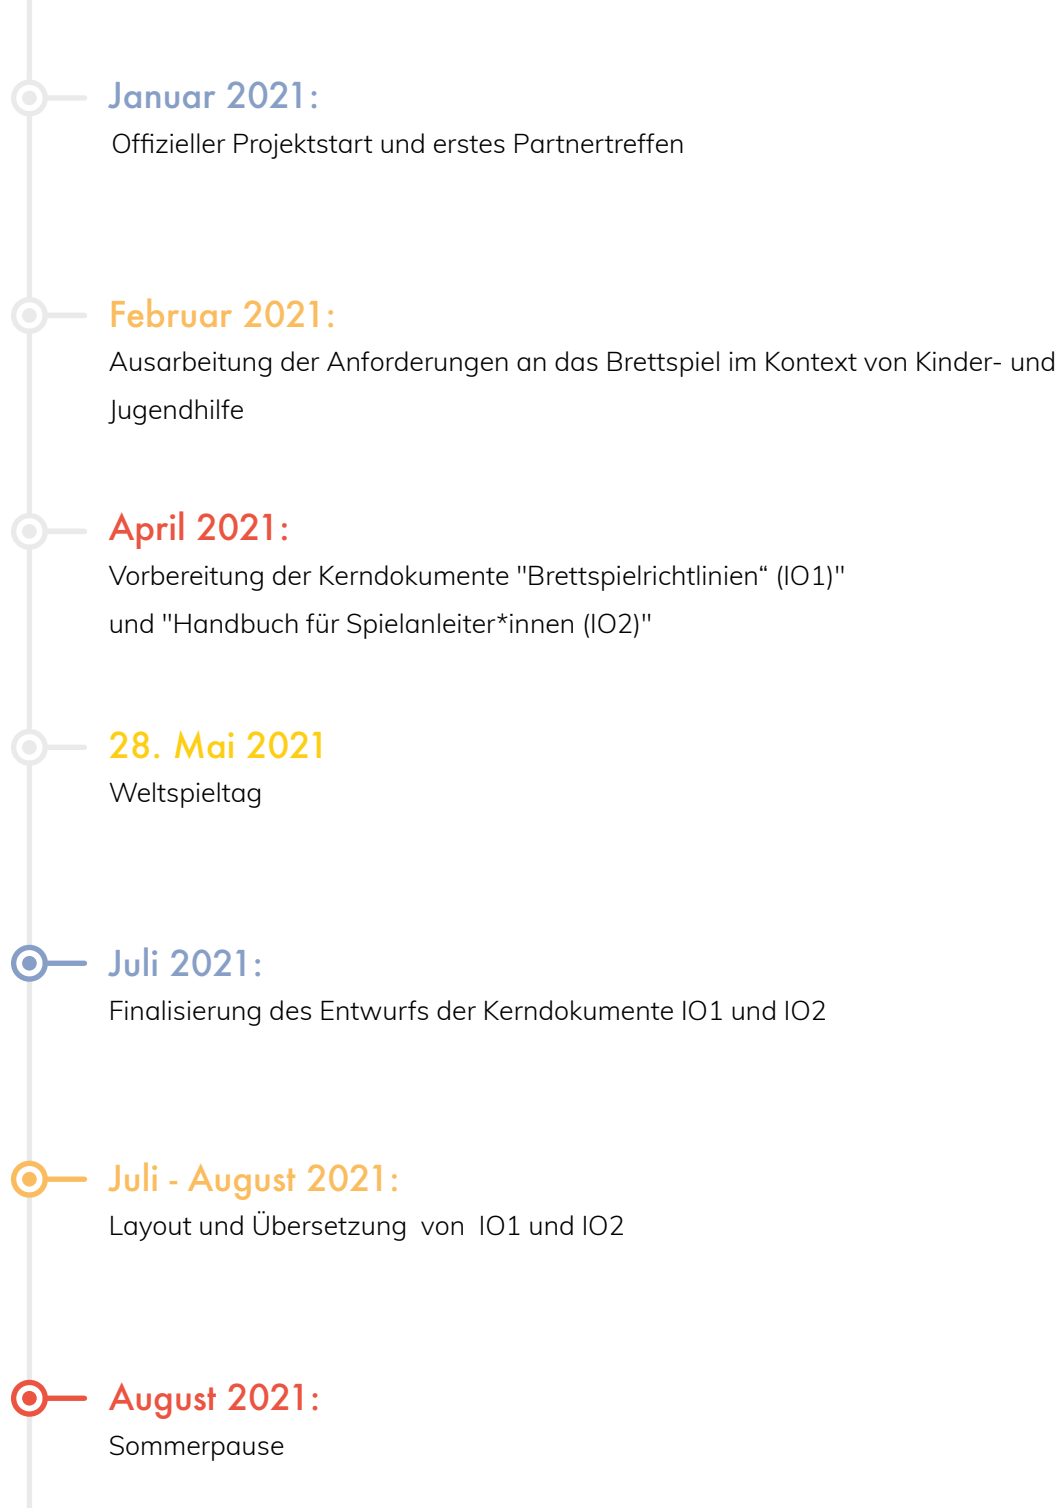 Januar 2021:
Offizieller Projektstart und erstes Partnertreffen
Februar 2021:
Ausarbeitung der Anforderungen an das Brettspiel im Kontext von Kinder- und
Jugendhilfe
April 2021:
Vorbereitung der Kerndokumente "Brettspielrichtlinien“ (IO1)"
und "Handbuch für Spielanleiter*innen (IO2)"
28. Mai 2021
Weltspieltag
Juli 2021:
Finalisierung des Entwurfs der Kerndokumente IO1 und IO2
Juli - August 2021:
Layout und Übersetzung  von  IO1 und IO2
August 2021:
Sommerpause